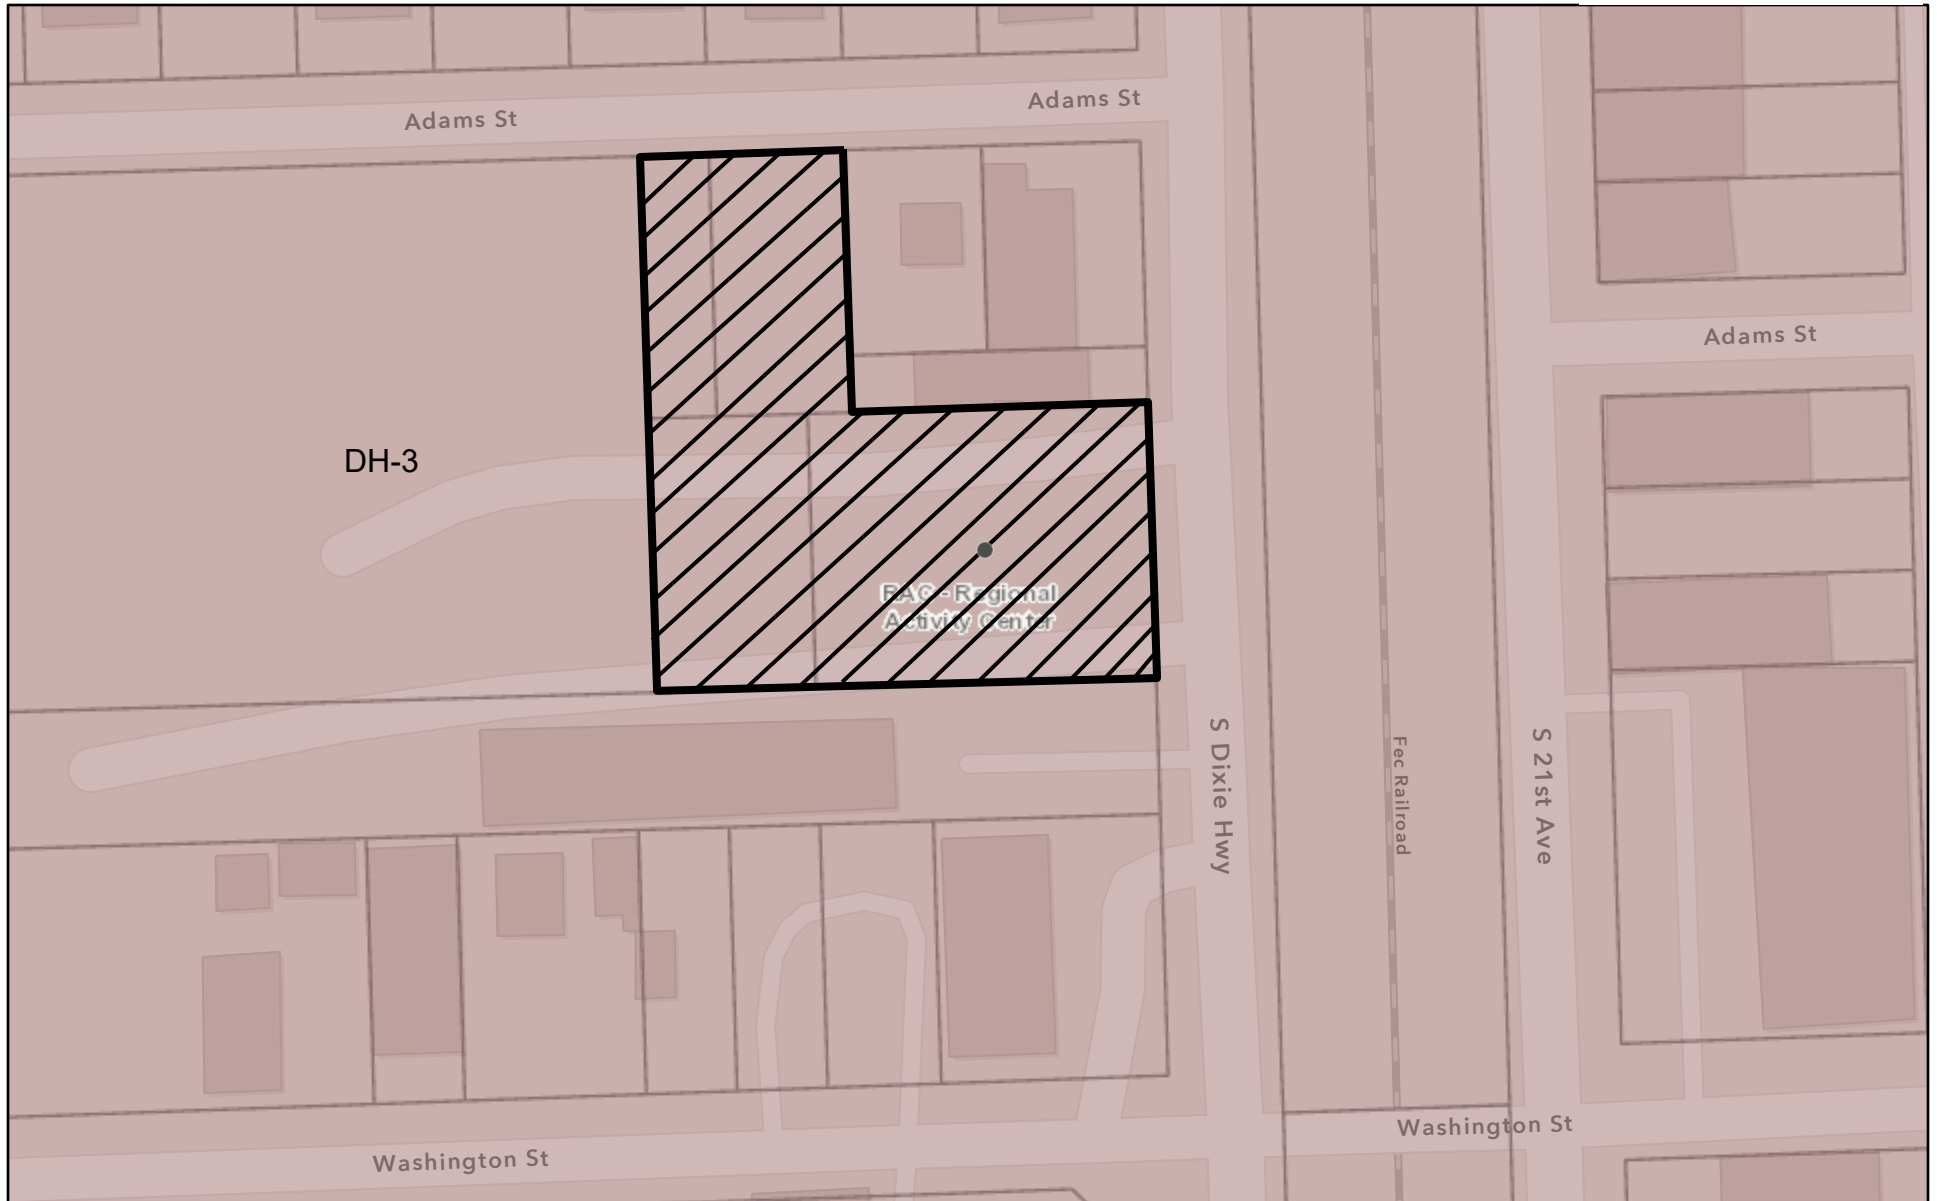 Adams St
Adams St
Adams St
DH-3
RAC - Regional
Activity Center
S Dixie Hwy
Fec Railroad
S 21st Ave
Washington St
Washington St